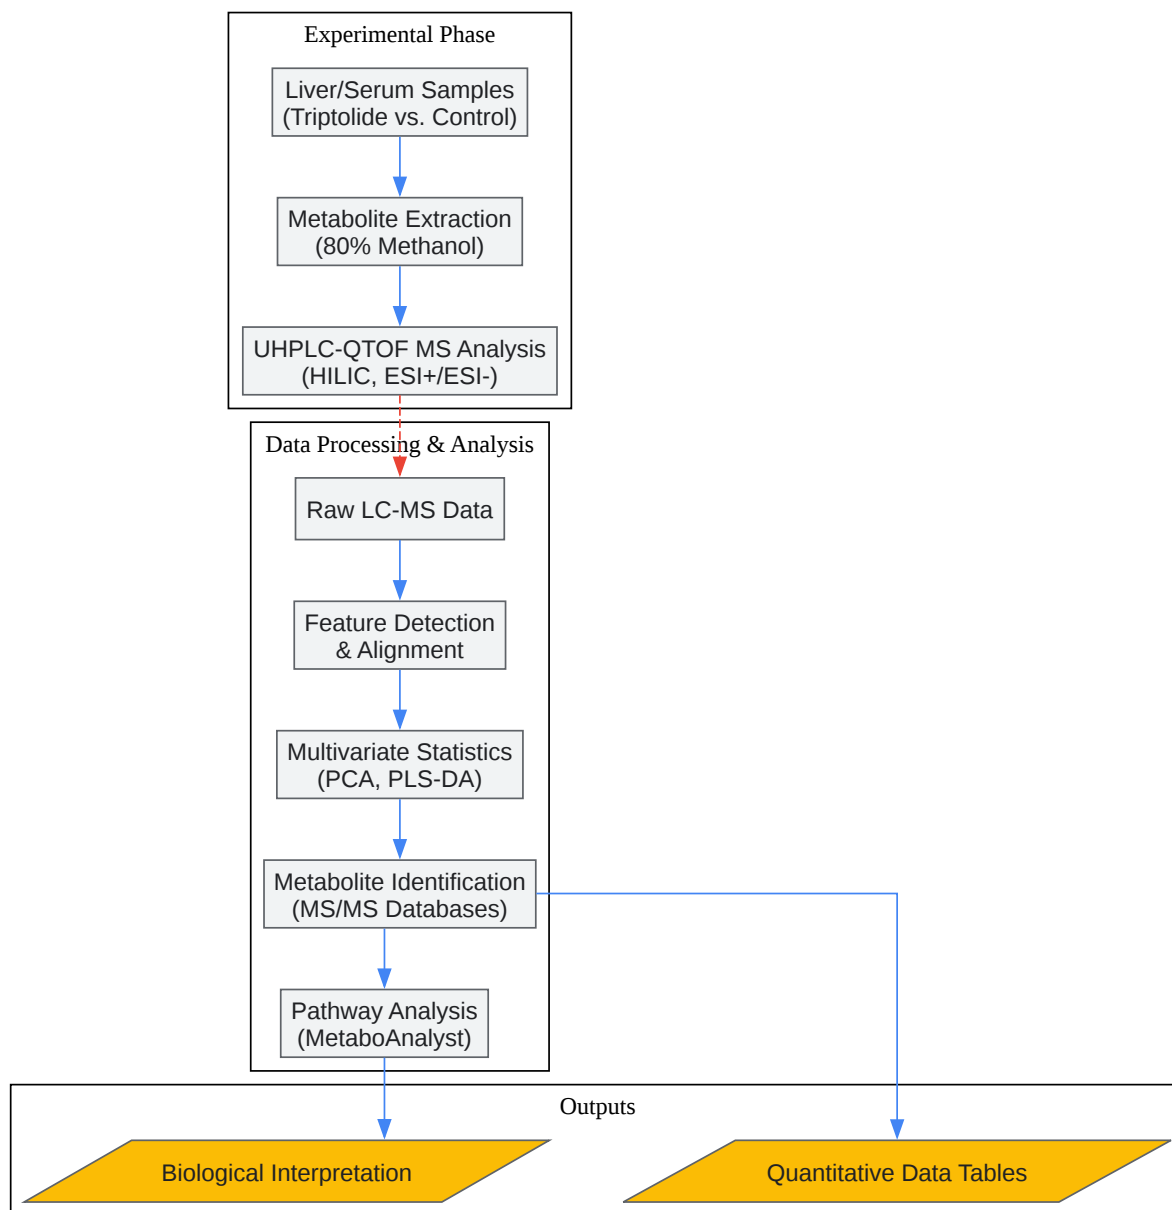 Experimental Phase
Liver/Serum Samples
(Triptolide vs. Control)
Metabolite Extraction
(80% Methanol)
UHPLC-QTOF MS Analysis
(HILIC, ESI+/ESI-)
Data Processing & Analysis
Raw LC-MS Data
Feature Detection
& Alignment
Multivariate Statistics
(PCA, PLS-DA)
Metabolite Identification
(MS/MS Databases)
Pathway Analysis
(MetaboAnalyst)
Outputs
Biological Interpretation
Quantitative Data Tables